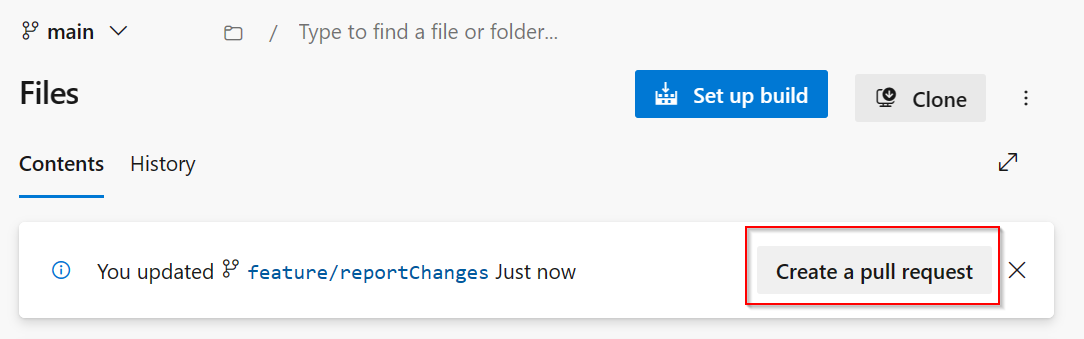 main / Type to find a file or folder...
Files
Set up build
Clone
Contents History
You updated feature/reportChanges Just now
Create a pull request